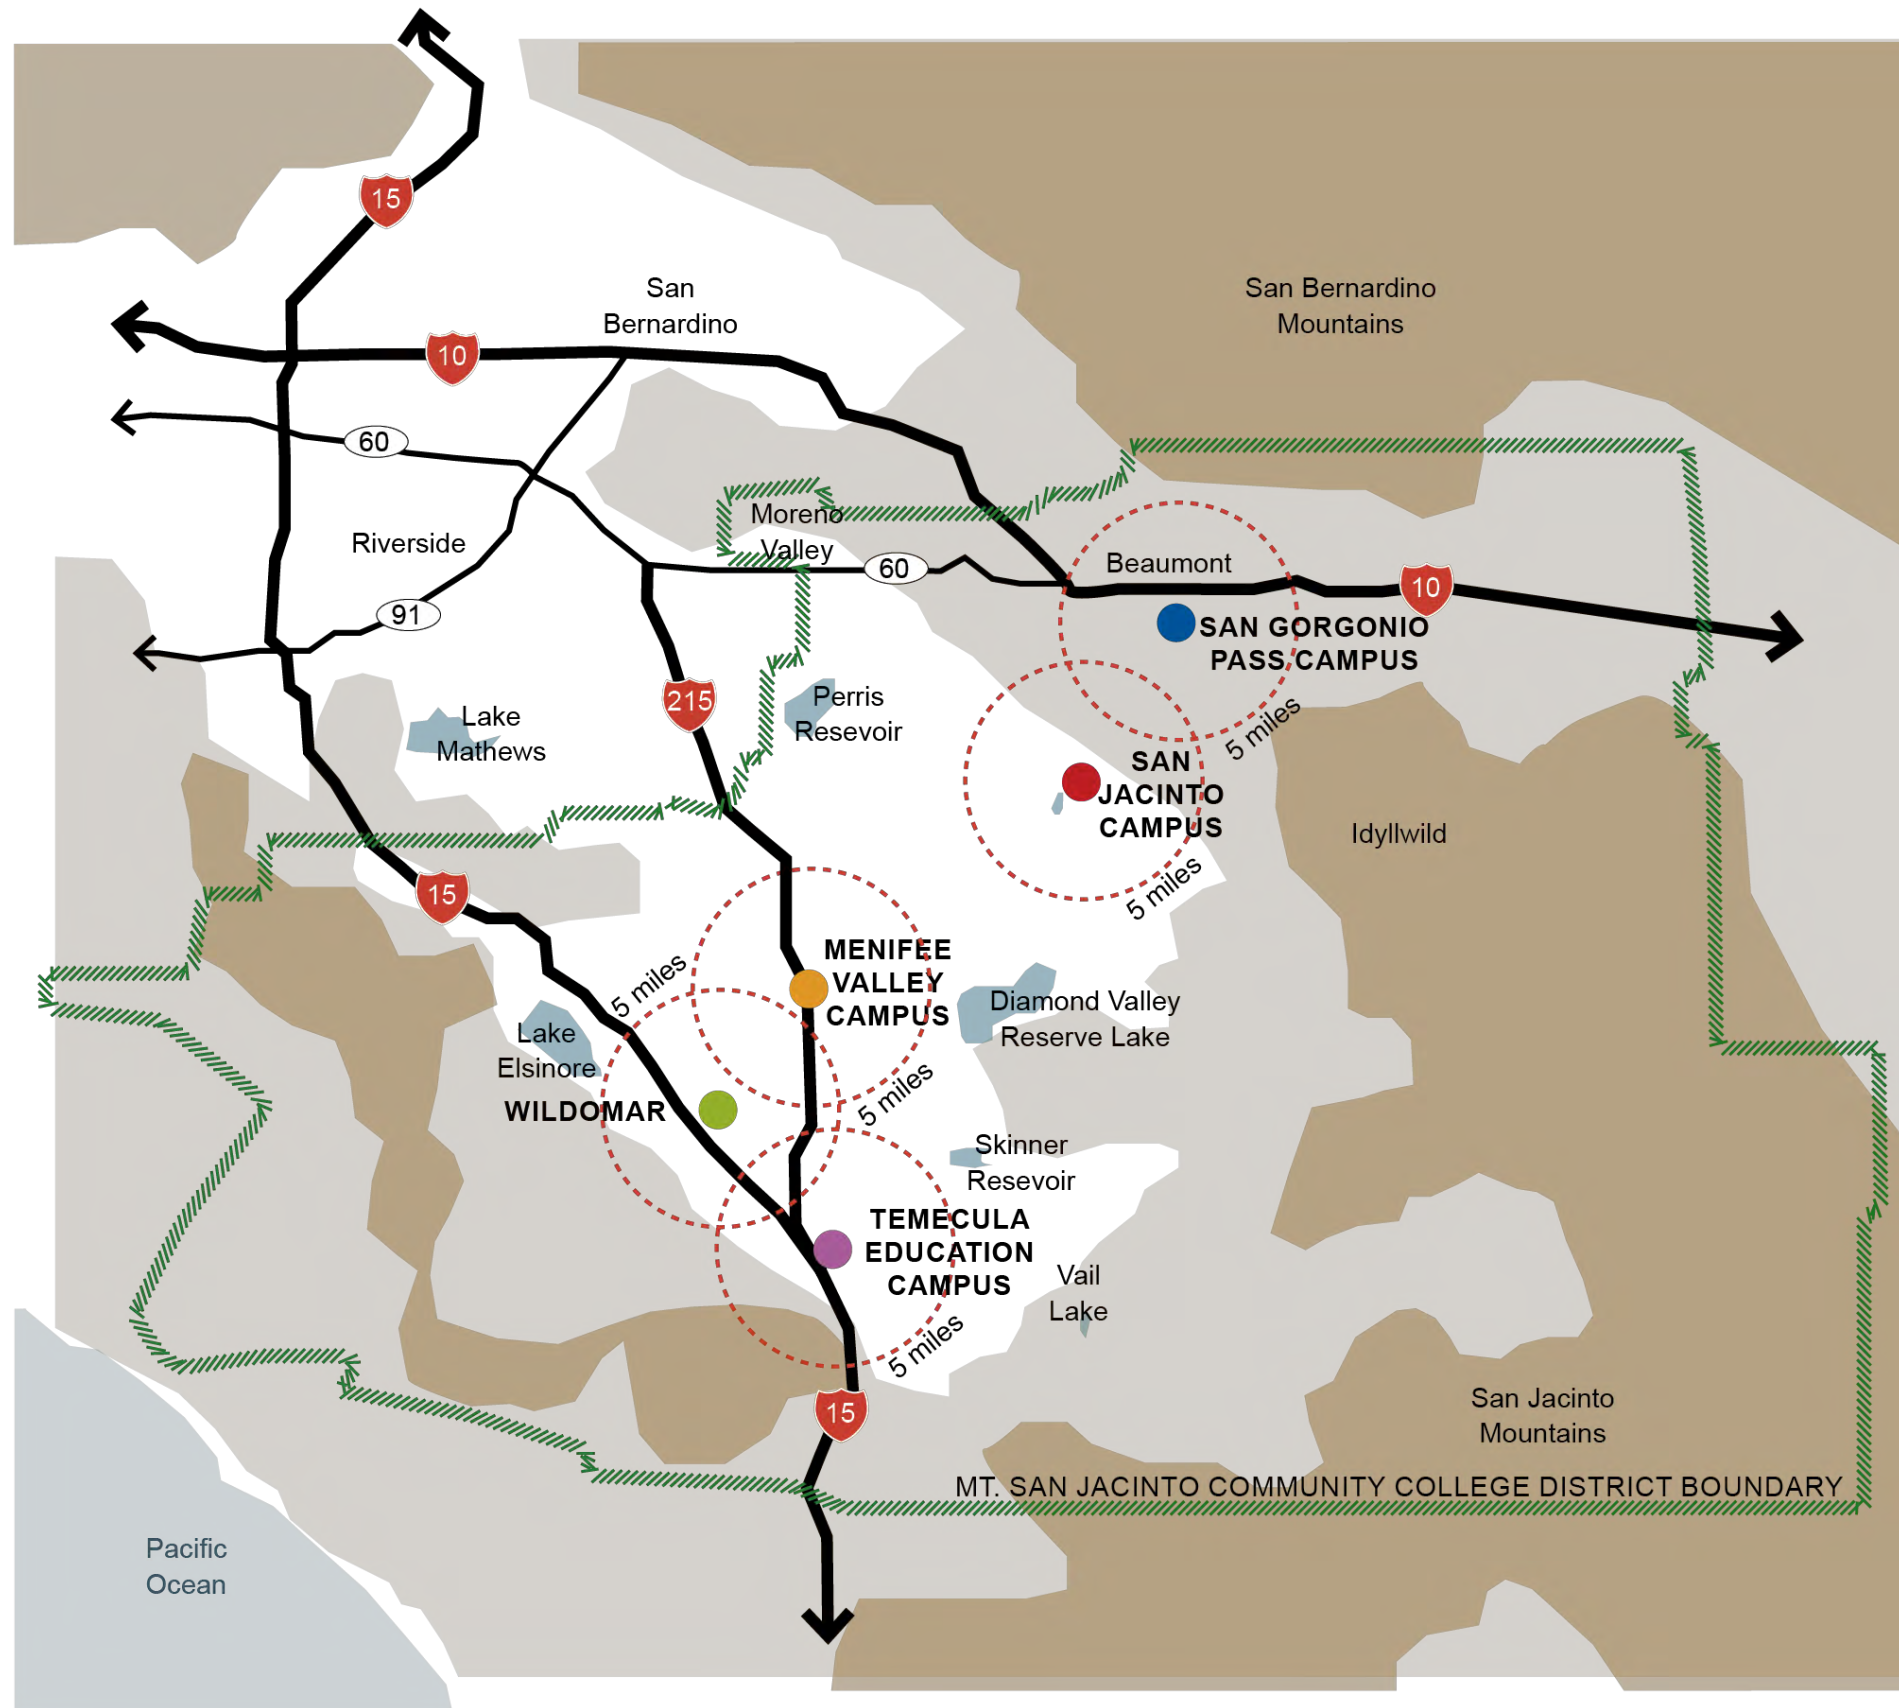 15
San
Bernardino
San Bernardino
Mountains
10
60
Moreno
Valley
Riverside
60
Beaumont
10
91
SAN GORGONIO
PASS CAMPUS
215
Perris
Resevoir
Lake
Mathews
5 miles
SAN
JACINTO
CAMPUS
Idyllwild
5 miles
15
MENIFEE
VALLEY
CAMPUS
5 miles
Diamond Valley
Reserve Lake
Lake
Elsinore
5 miles
WILDOMAR
Skinner
Resevoir
TEMECULA
EDUCATION
CAMPUS
Vail
Lake
5 miles
15
San Jacinto
Mountains
MT. SAN JACINTO COMMUNITY COLLEGE DISTRICT BOUNDARY
Pacific
Ocean